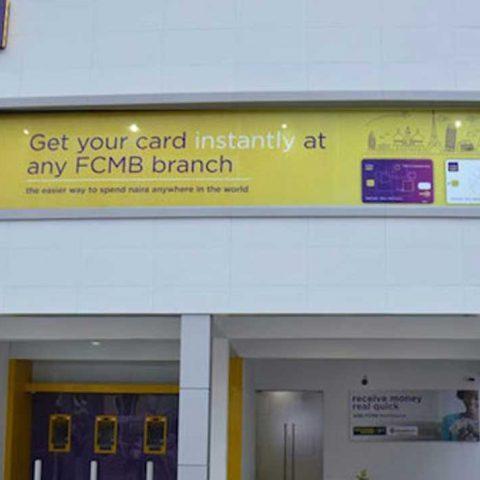 Get your card instantly at
any FCMB branch
the easier way to spend naira anywhere in the world
receive money
real quick